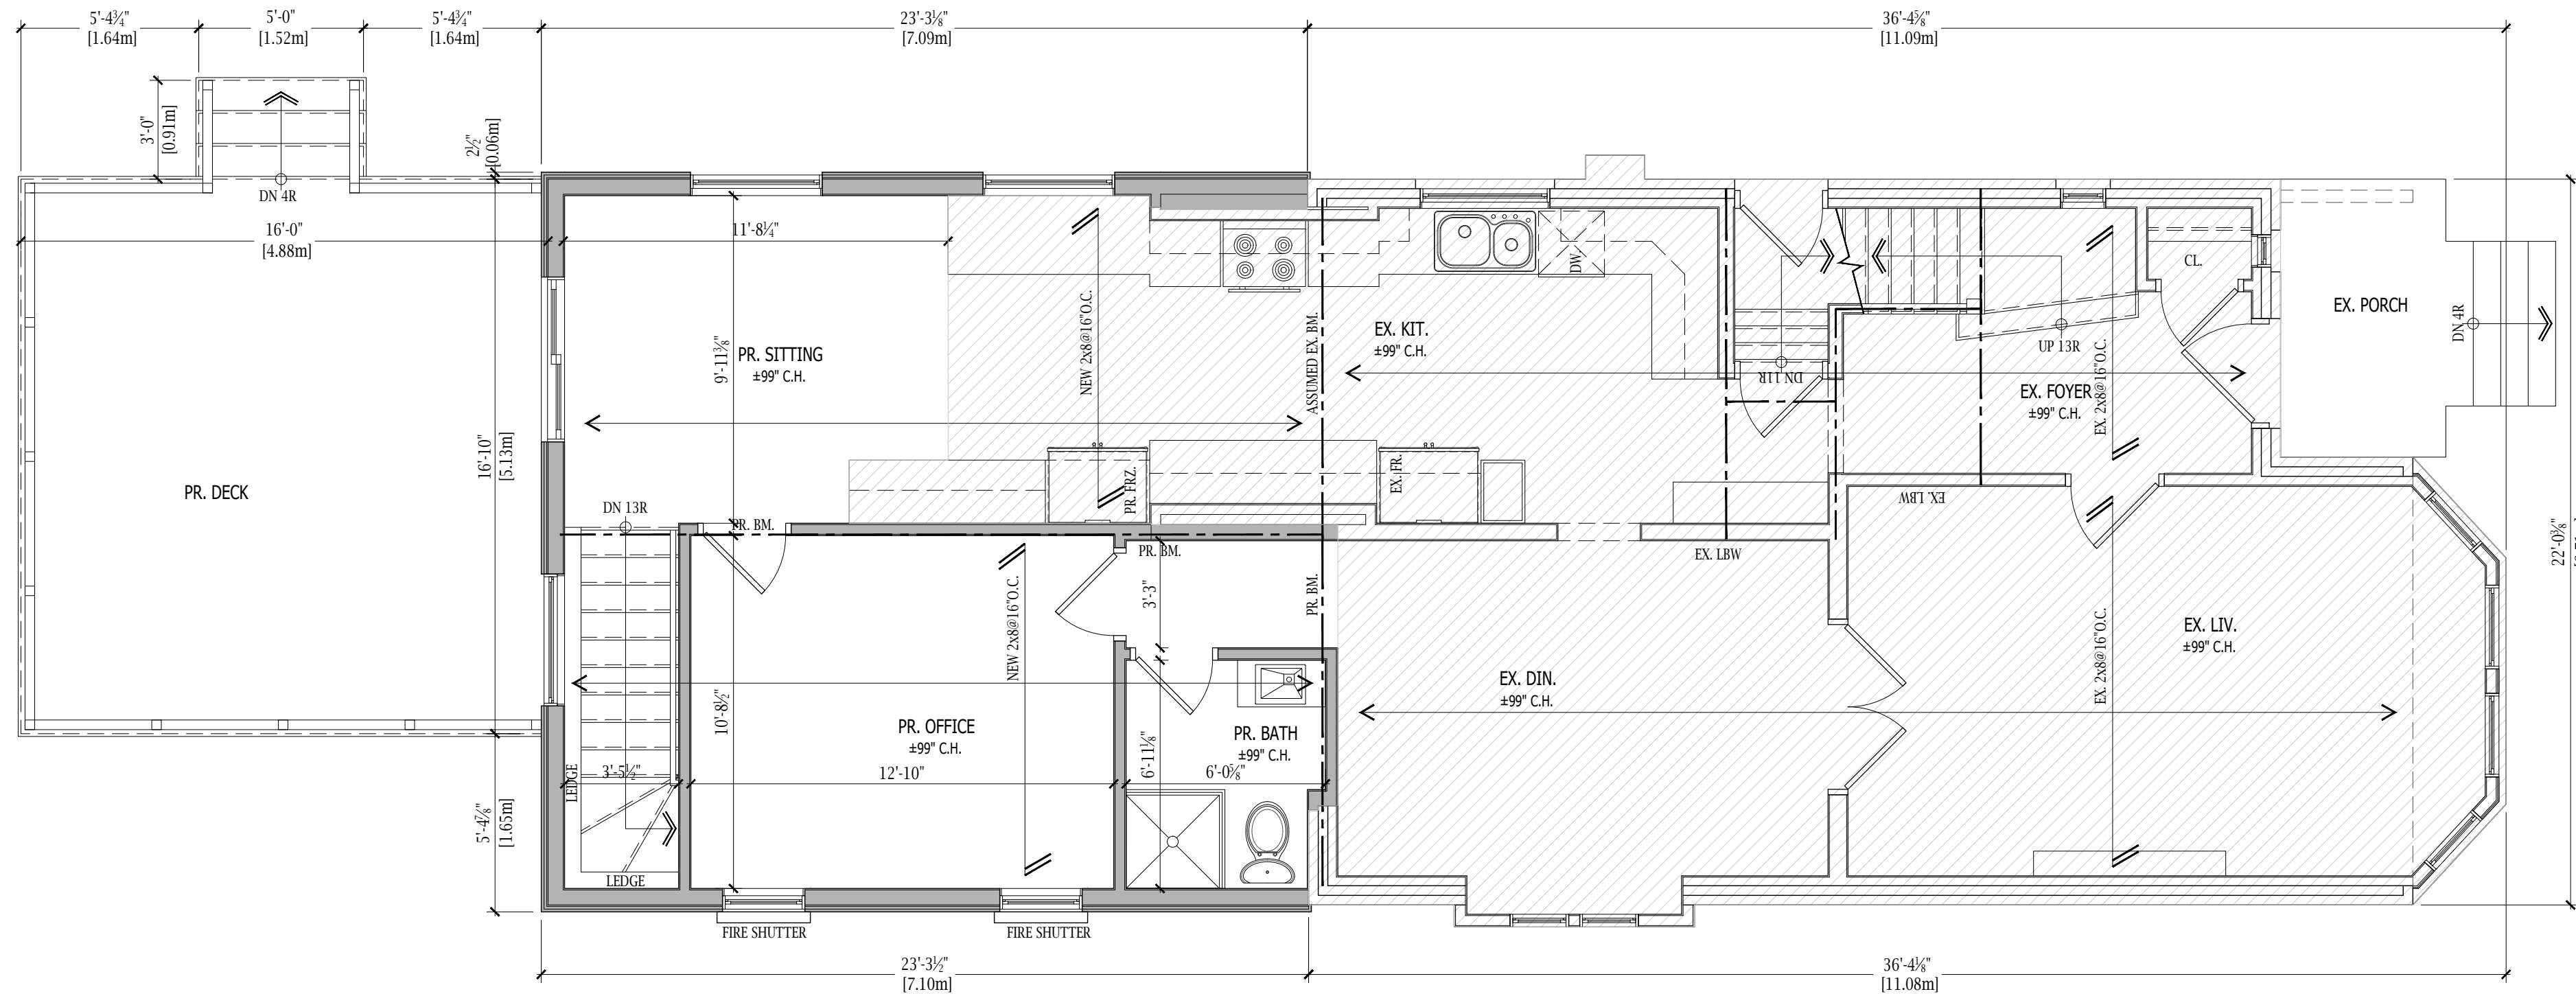 5'-4¾"
[1.64m]
5'-0"
[1.52m]
5'-4¾"
[1.64m]
23'-3⅛"
[7.09m]
36'-4⅝"
[11.09m]
3'-0"
[0.91m]
2½"
[0.06m]
DN 4R
16'-0"
[4.88m]
11'-8¼"
9'-11⅜"
PR. SITTING
±99" C.H.
NEW 2x8@16"O.C.
ASSUMED EX. BM.
EX. KIT.
±99" C.H.
DW
DN 11R
CL.
UP 13R
EX. FOYER
±99" C.H.
EX. 2x8@16"O.C.
EX. PORCH
DN 4R
16'-10"
[5.13m]
PR. DECK
DN 13R
PR. BM.
PR. FRZ.
EX. FR.
PR. BM.
EX. LBW
EX. LBW
22'-0⅜"
3'-3"
PR. BM.
NEW 2x8@16"O.C.
EX. 2x8@16"O.C.
EX. LIV.
±99" C.H.
EX. DIN.
±99" C.H.
10'-8½"
PR. OFFICE
±99" C.H.
6'-11⅛"
PR. BATH
±99" C.H.
LEDGE
3'-5½"
12'-10"
6'-0⅝"
5'-4⅞"
[1.65m]
LEDGE
FIRE SHUTTER
FIRE SHUTTER
23'-3½"
[7.10m]
36'-4⅛"
[11.08m]